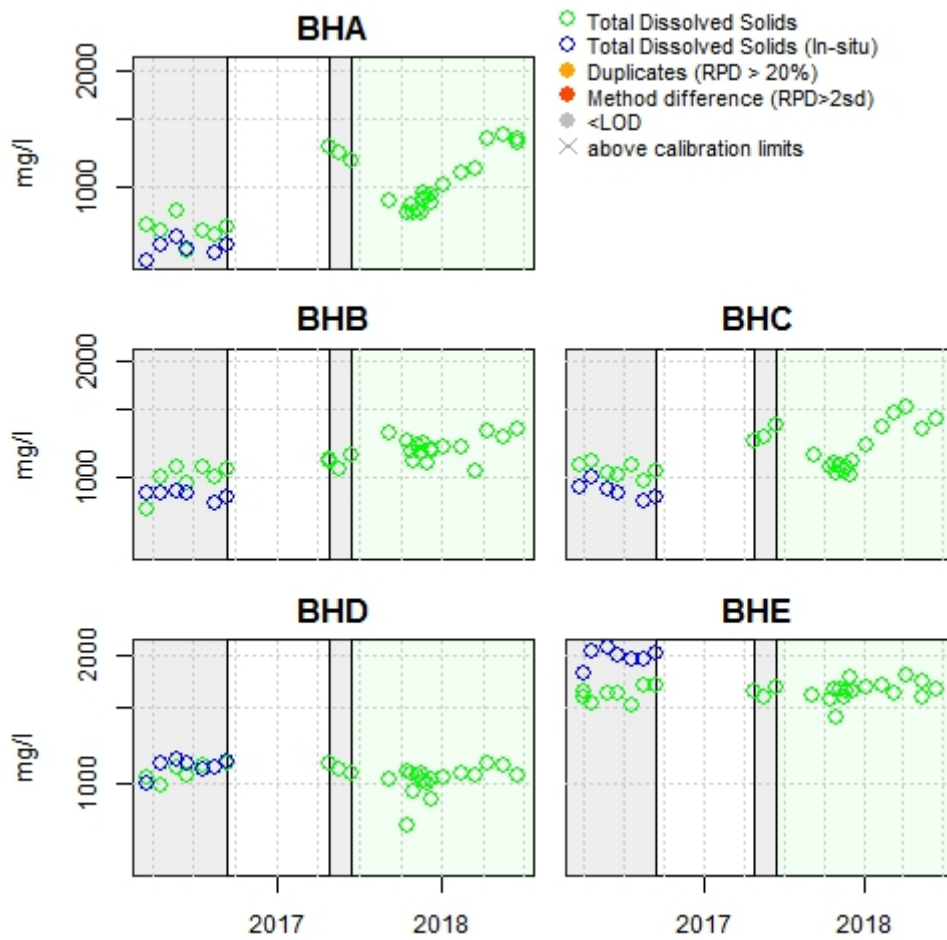 BHA
Total Dissolved Solids
Total Dissolved Solids (In-situ)
Duplicates (RPD > 20%)
Method difference (RPD>2sd)
<LOD
above calibration limits
mg/l
2000
1000
BHB
BHC
mg/l
2000
1000
BHD
BHE
mg/l
2000
1000
2017
2018
2017
2018